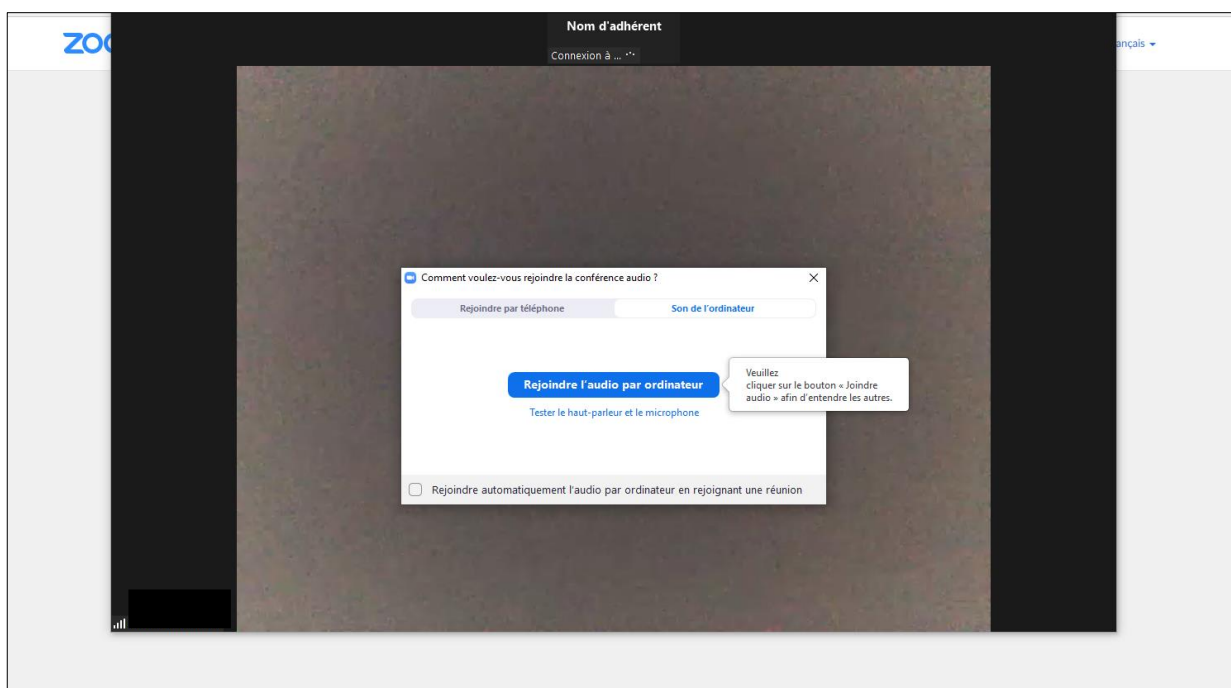 Nom d'adhérent
Connexion à ...
Comment voulez-vous rejoindre la conférence audio ?
Rejoindre par téléphone
Son de l'ordinateur
Rejoindre l'audio par ordinateur
Tester le haut-parleur et le microphone
Veuillez
cliquer sur le bouton « Joindre
audio » afin d'entendre les autres.
Rejoindre automatiquement l'audio par ordinateur en rejoignant une réunion